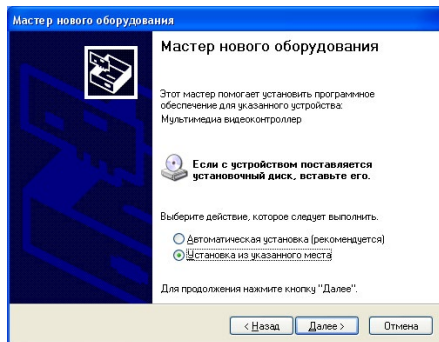 Мастер нового оборудования
Мастер нового оборудования
Этот мастер помогает установить программное
обеспечение для указанного устройства:
Мультимедиа видеоконтроллер
Если с устройством поставляется
установочный диск, вставьте его.
Выберите действие, которое следует выполнить.
Автоматическая установка (рекомендуется)
Установка из указанного места
Для продолжения нажмите кнопку "Далее".
< Назад
Далее >
Отмена